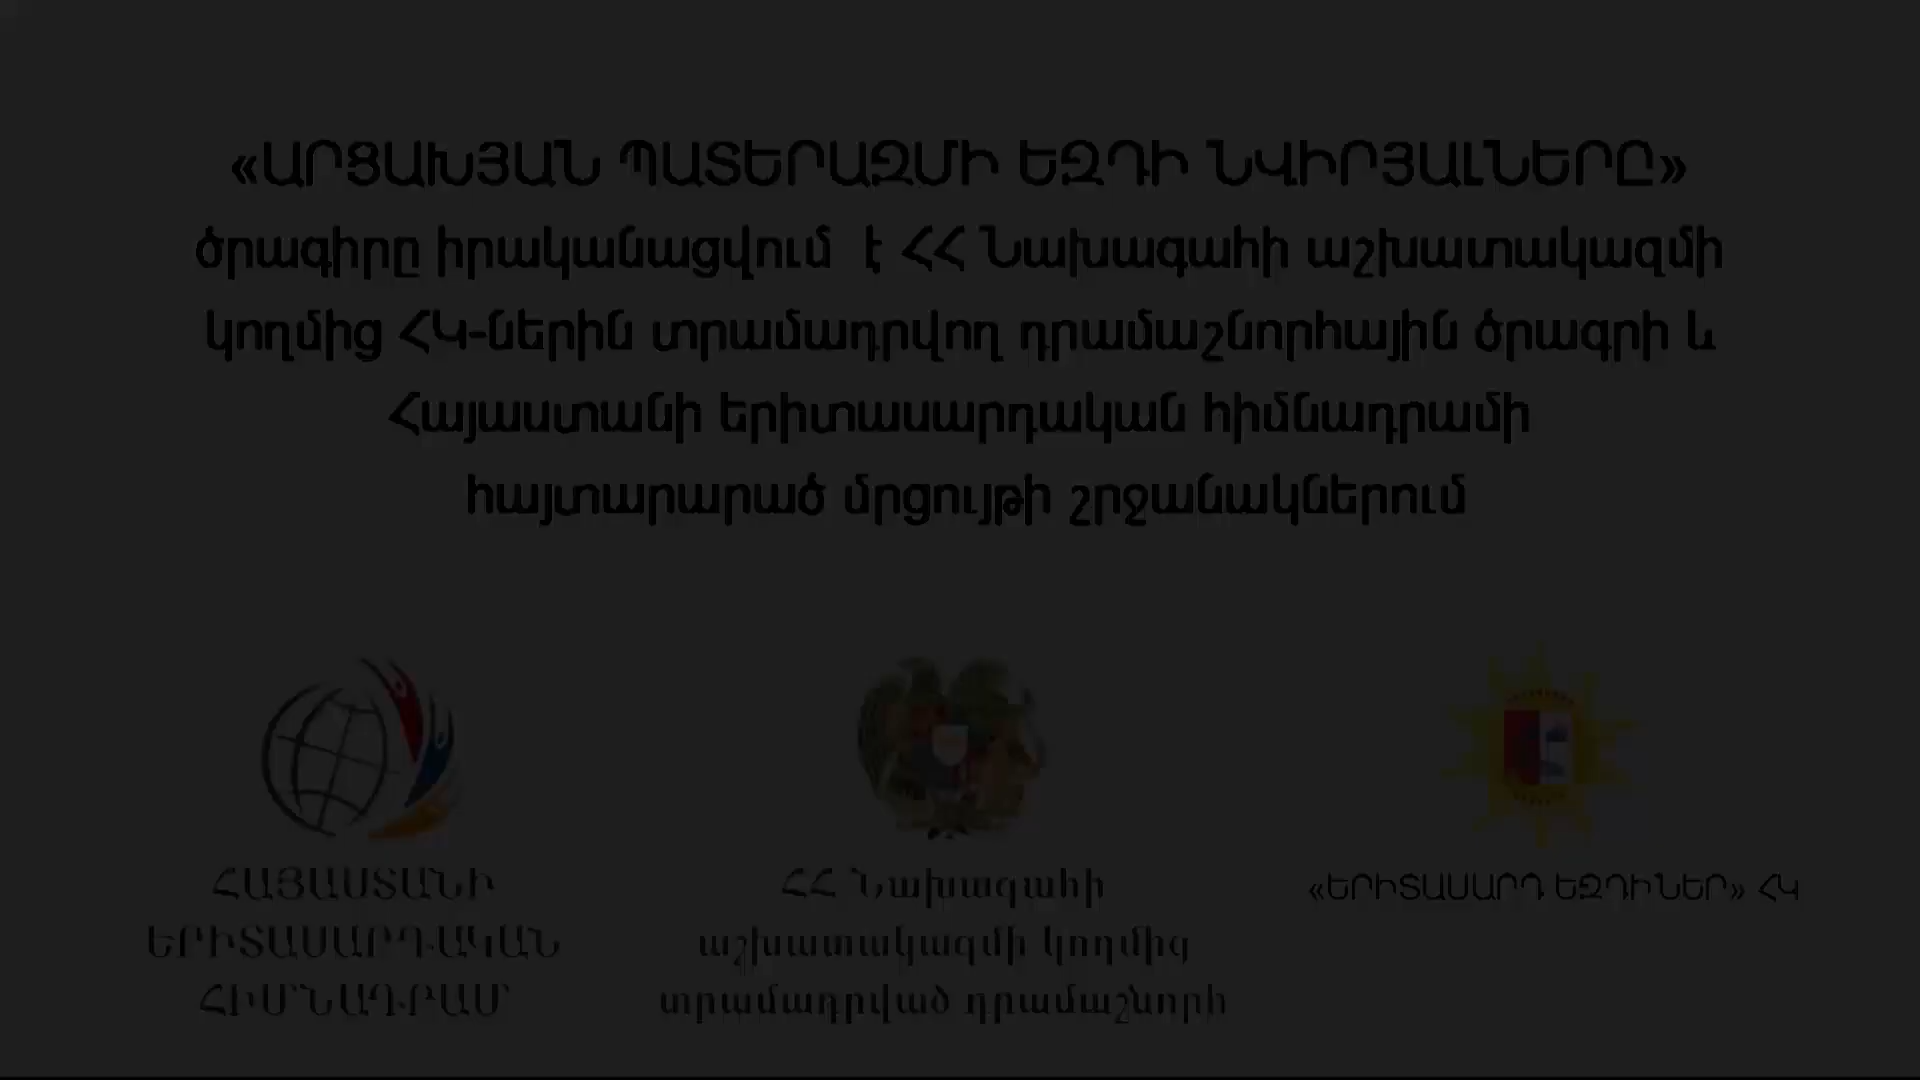 «ԱՐՑԱԽՅԱՆ ՊԱՏԵՐԱԶՄԻ ԵԶԴԻ ՆՎԻՐՅԱԼՆԵՐԸ»
ծրագիրը իրականացվում է ՀՀ Նախագահի աշխատակազմի
կողմից ՀԿ-ներին տրամադրվող դրամաշնորհային ծրագրի և
Հայաստանի երիտասարդական հիմնադրամի
հայտարարած մրցույթի շրջանակներում
ՀԱՅԱՍՏԱՆԻ
ԵՐԻՏԱՍԱՐԴԱԿԱՆ
ՀԻՄՆԱԴՐԱՄ
ՀՀ Նախագահի
աշխատակազմի կողմից
տրամադրված դրամաշնորհ
«ԵՐԻՏԱՍԱՐԴ ԵԶԴԻՆԵՐ» ՀԿ